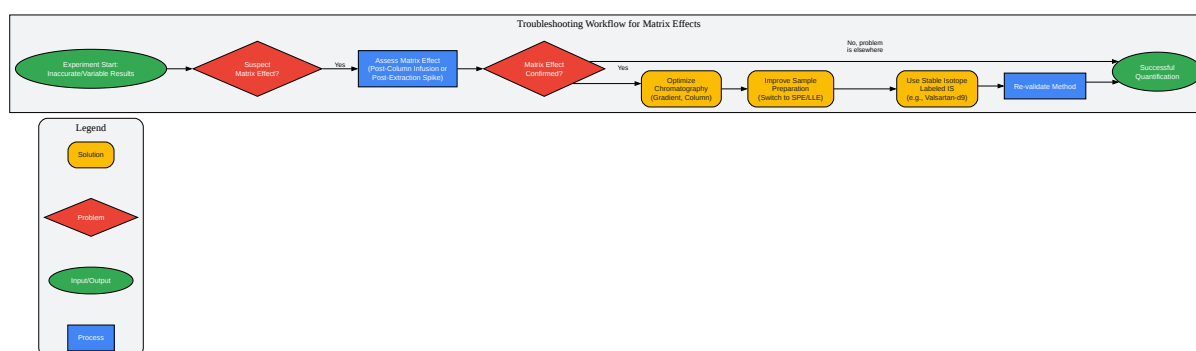 Troubleshooting Workflow for Matrix Effects
Experiment Start:
Inaccurate/Variable Results
Suspect
Matrix Effect?
Yes
Assess Matrix Effect
(Post-Column Infusion or
Post-Extraction Spike)
Matrix Effect
Confirmed?
No, problem
is elsewhere
Yes
Optimize
Chromatography
(Gradient, Column)
Improve Sample
Preparation
(Switch to SPE/LLE)
Use Stable Isotope
Labeled IS
(e.g., Valsartan-d9)
Re-validate Method
Successful
Quantification
Legend
Solution
Problem
Input/Output
Process